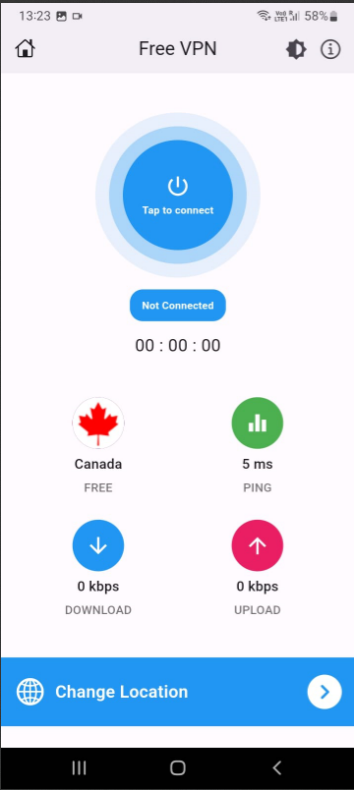 13:23 58%
Free VPN
Tap to connect
Not Connected
00 : 00 : 00
Canada 5 ms
FREE PING
0 kbps 0 kbps
DOWNLOAD UPLOAD
Change Location